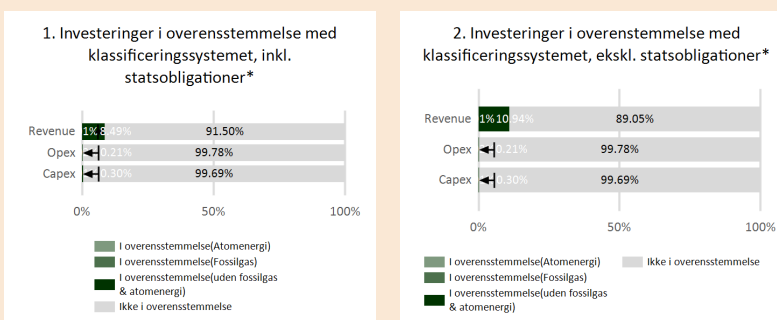 1. Investeringer i overensstemmelse med
klassificeringssystemet, inkl.
statsobligationer*
Revenue 1% 8.49% 91.50%
Opex 0.21% 99.78%
Capex 0.30% 99.69%
0% 50% 100%
I overensstemmelse(Atomenergi)
I overensstemmelse(Fossilgas)
I overensstemmelse(uden fossilgas
& atomenergi)
Ikke i overensstemmelse
2. Investeringer i overenstemmelse med
klassificeringssystemet, ekskl. statsobligationer*
Revenue 1% 10.94% 89.05%
Opex 0.21% 99.78%
Capex 0.30% 99.69%
0% 50% 100%
I overensstemmelse(Atomenergi) Ikke i overensstemmelse
I overensstemmelse(Fossilgas)
I overensstemmelse(uden fossilgas
& atomenergi)